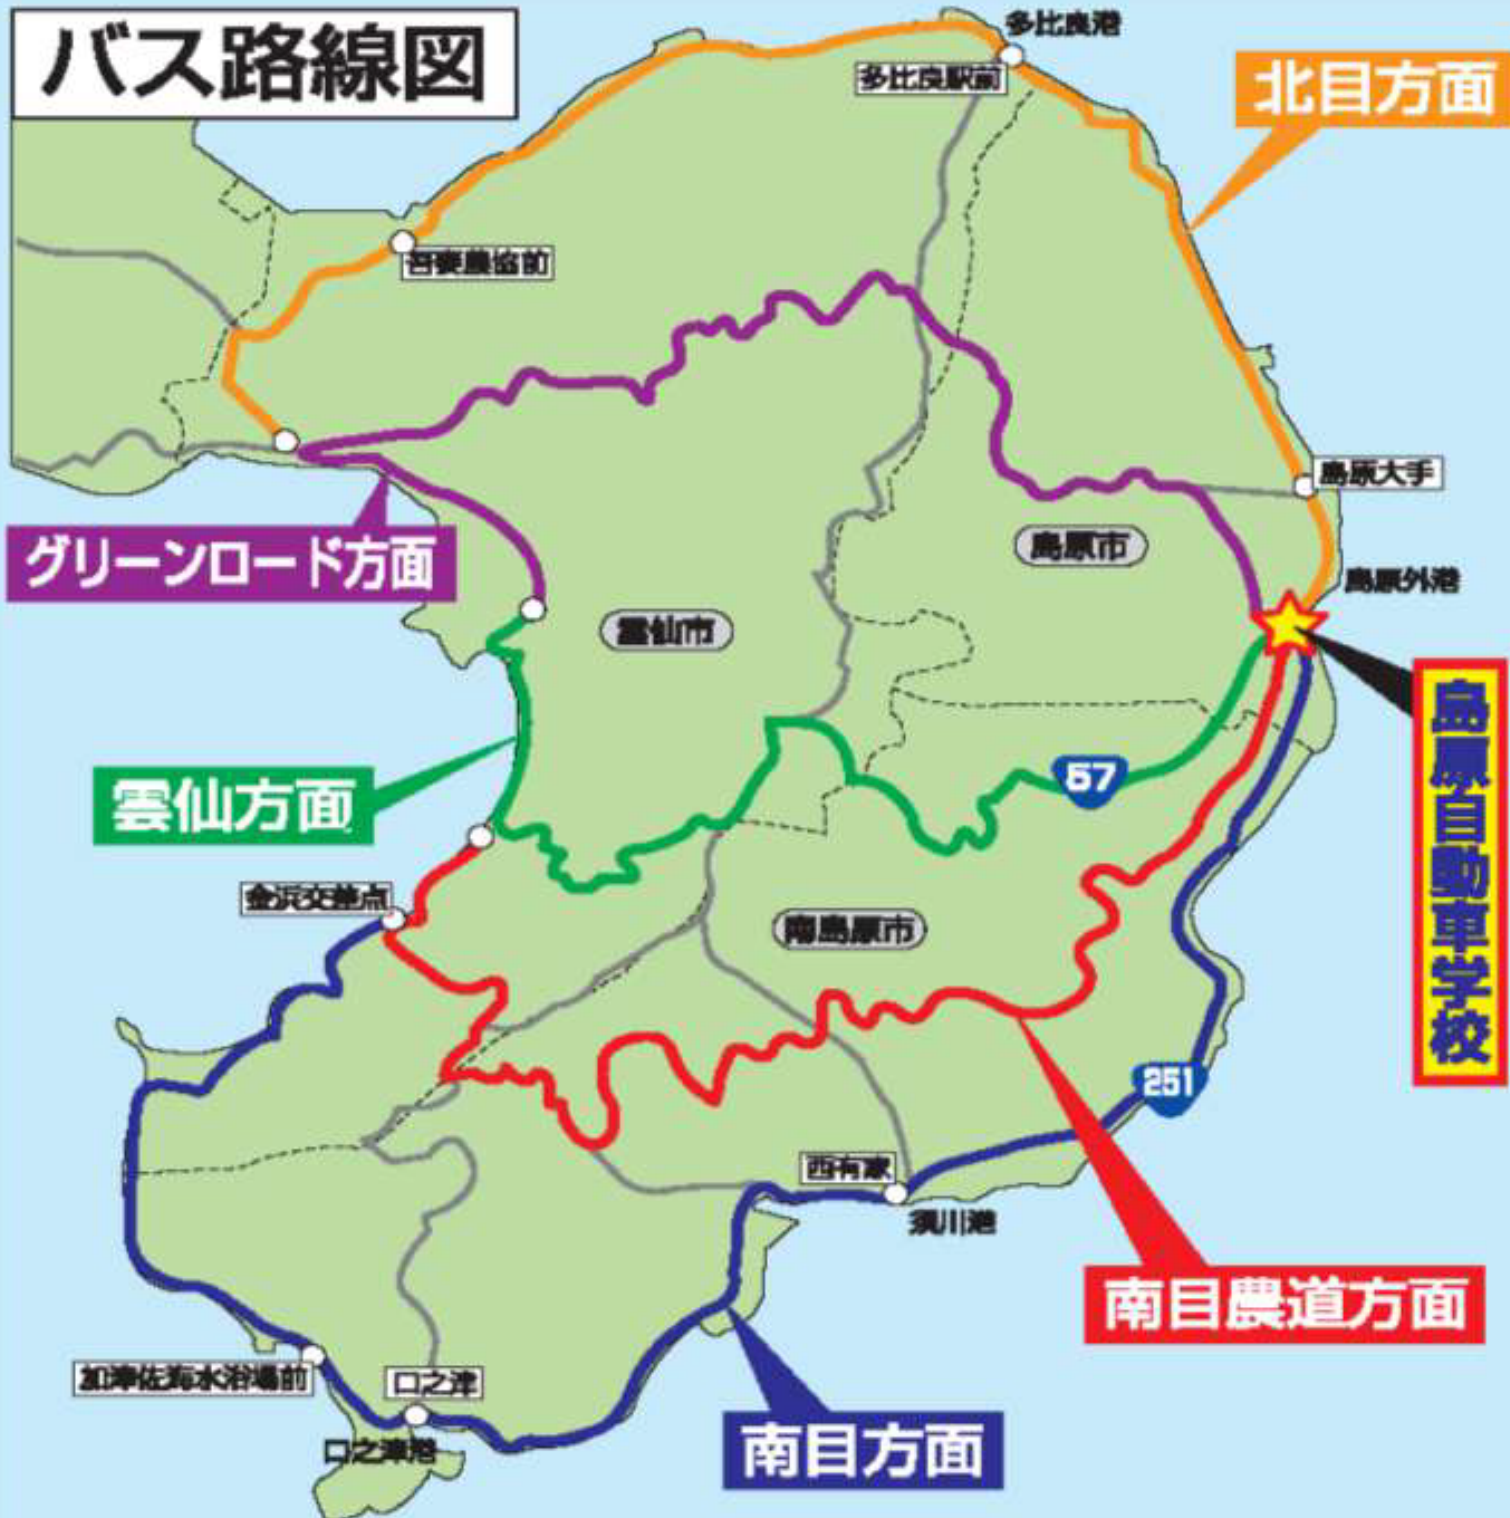 バス路線図
多比良港
多比良駅前
北目方面
吾妻農協前
島原大手
グリーンロード方面
島原市
島原外港
雲仙市
島原自動車学校
57
雲仙方面
金浜交差点
南島原市
251
西有家
須川港
南目農道方面
加津佐海水浴場前
口之津
口之津港
南目方面